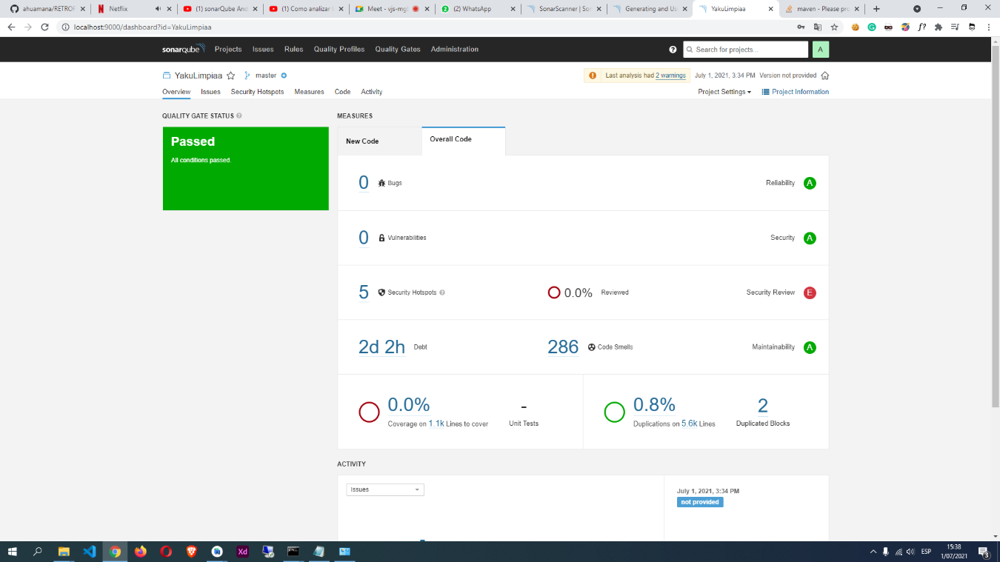 ahuamana/RETROF
Netflix
(1) sonarQube And
(1) Como analizar
Meet - vjs-mgt
(2) WhatsApp
SonarScanner | Son
Generating and Us
YakuLimpiaa
maven - Please pro
localhost:9000/dashboard?id=YakuLimpiaa
sonarqube Projects Issues Rules Quality Profiles Quality Gates Administration
Search for projects...
A
YakuLimpiaa master
Last analysis had 2 warnings July 1, 2021, 3:34 PM Version not provided
Overview Issues Security Hotspots Measures Code Activity
Project Settings Project Information
QUALITY GATE STATUS
Passed
All conditions passed.
MEASURES
New Code
Overall Code
0 Bugs Reliability A
0 Vulnerabilities Security A
5 Security Hotspots 0.0% Reviewed Security Review E
2d 2h Debt 286 Code Smells Maintainability A
0.0%
Coverage on 1.1k Lines to cover
-
Unit Tests
0.8%
Duplications on 5.6k Lines
2
Duplicated Blocks
ACTIVITY
Issues
July 1, 2021, 3:34 PM
not provided
Xd
ESP
15:38
1/07/2021
3